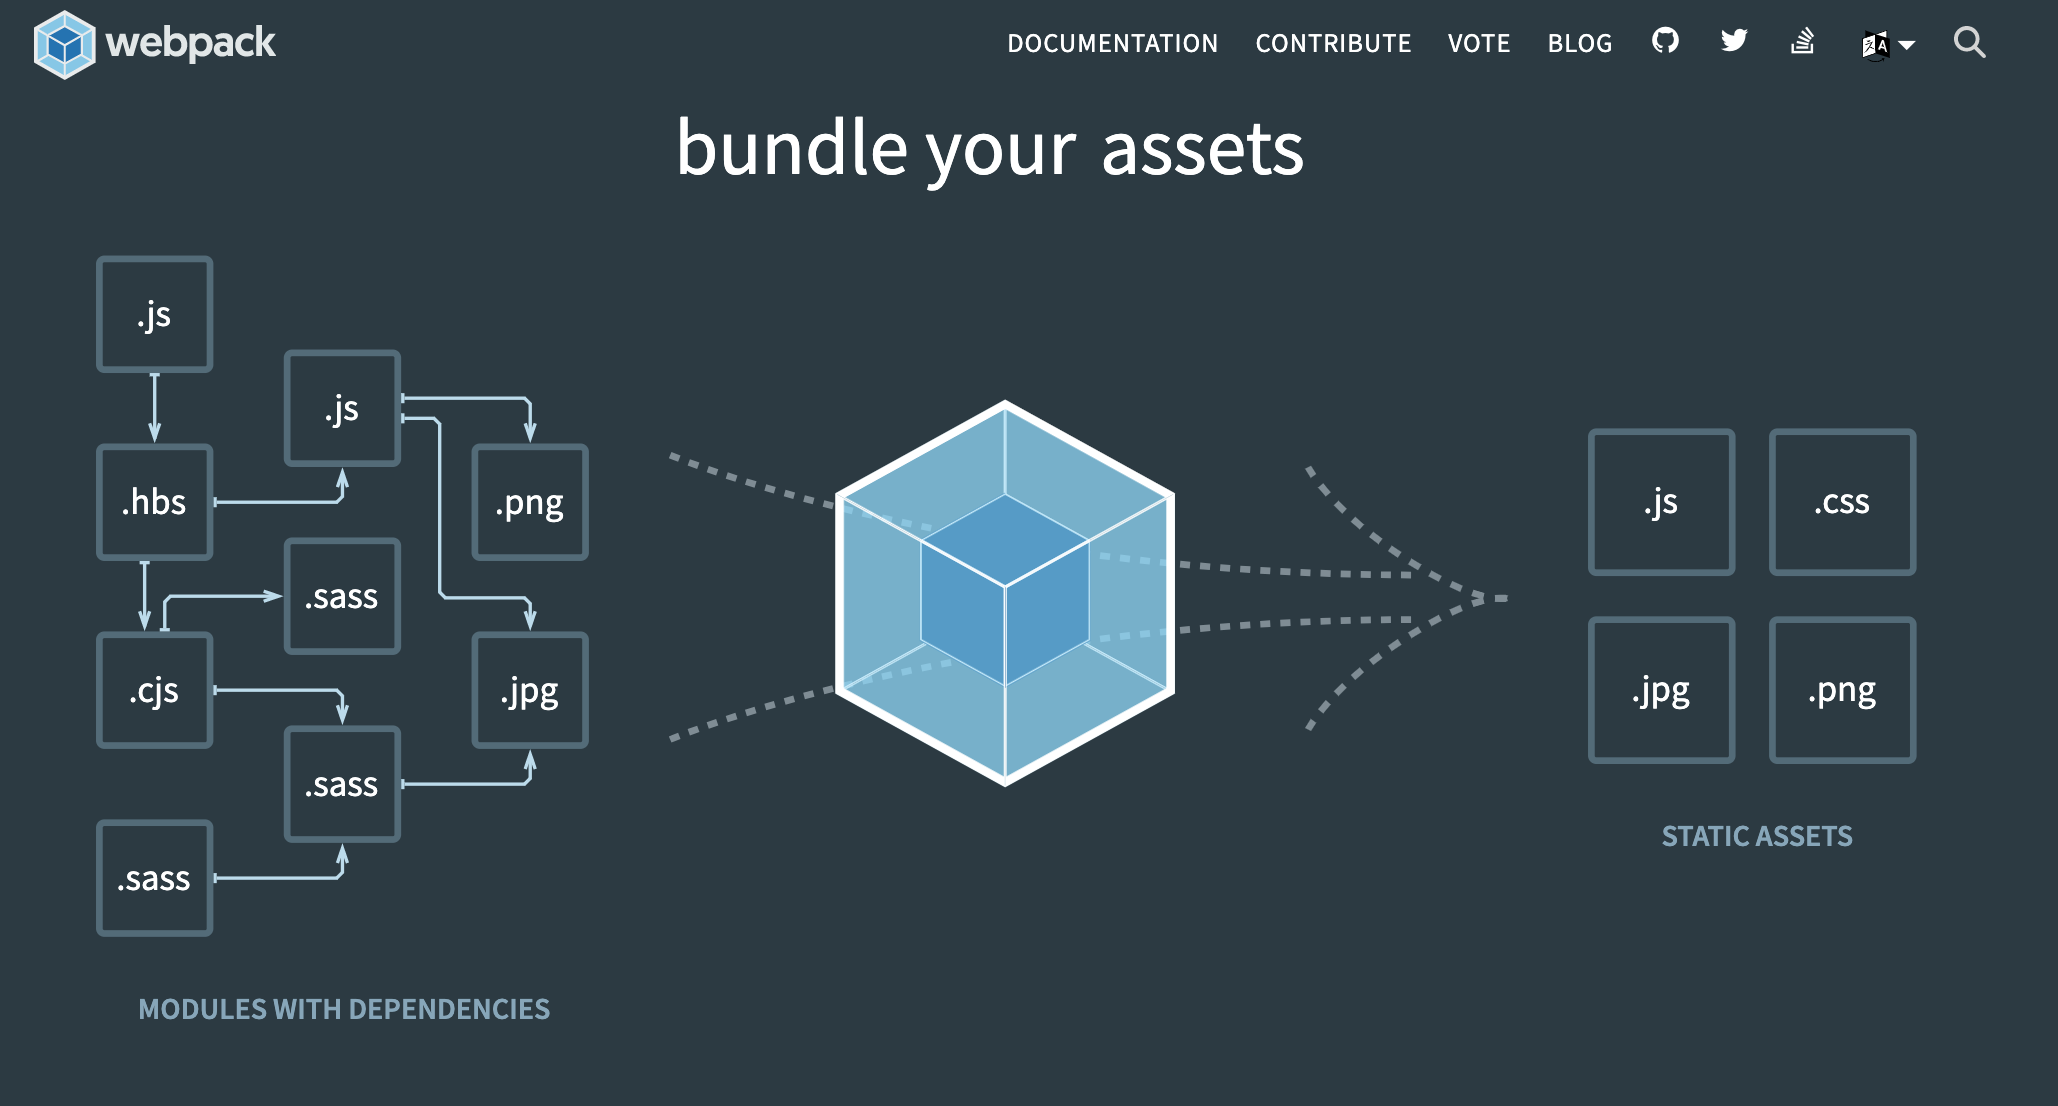 webpack
DOCUMENTATION CONTRIBUTE VOTE BLOG
bundle your assets
.js
.js
.hbs
.png
.sass
.cjs
.jpg
.sass
.sass
MODULES WITH DEPENDENCIES
.js .css
.jpg .png
STATIC ASSETS